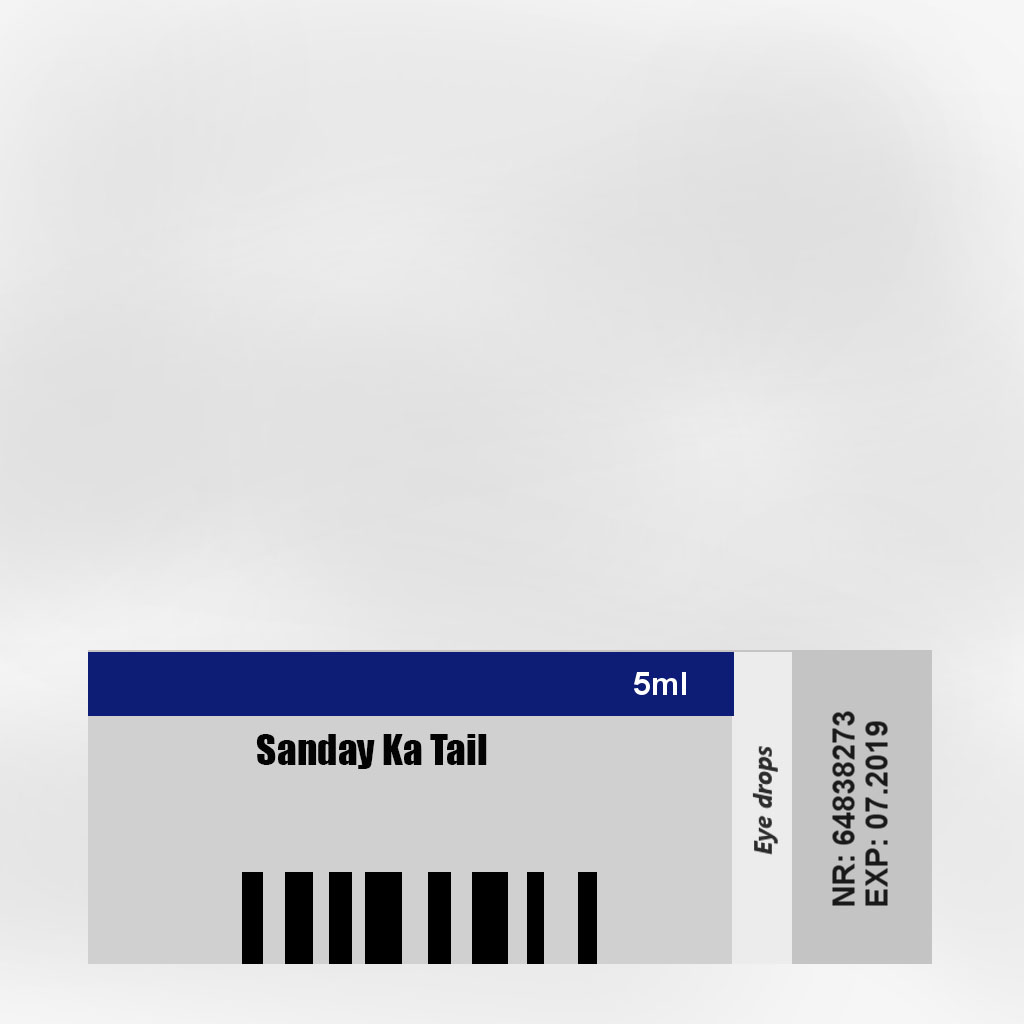 5ml
Sanday Ka Tail
Eye drops
NR: 64838273
EXP: 07.2019